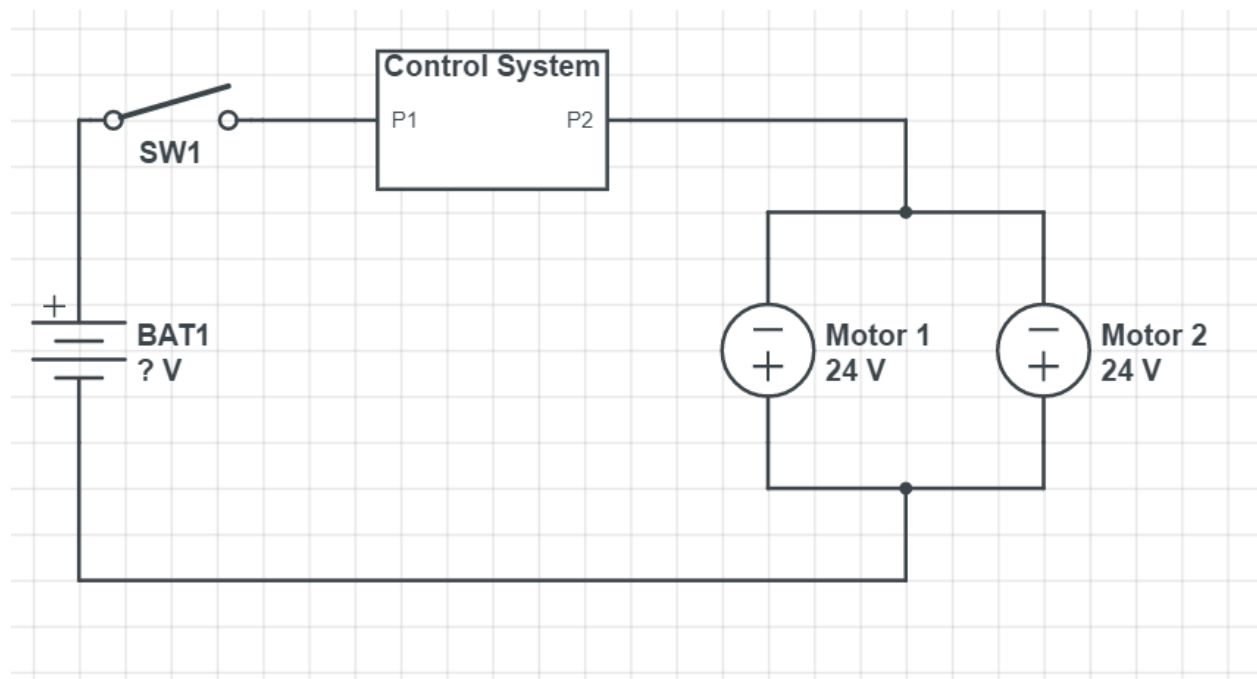 Control System
P1
P2
SW1
+
BAT1
? V
−
+
Motor 1
24 V
−
+
Motor 2
24 V